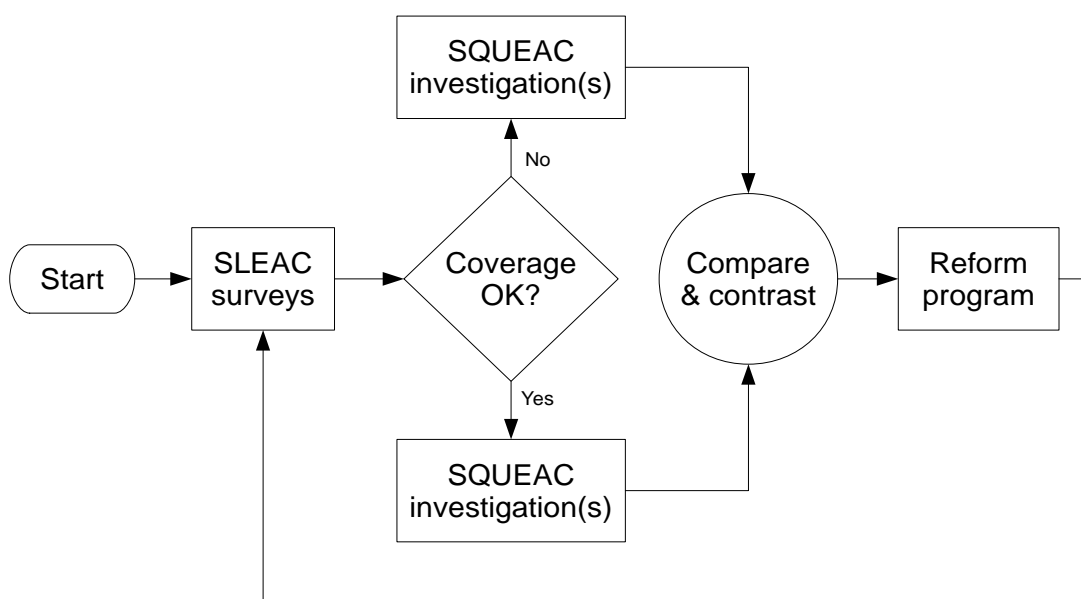 SQUEAC
investigation(s)
No
Start
SLEAC
surveys
Coverage
OK?
Compare
& contrast
Reform
program
Yes
SQUEAC
investigation(s)